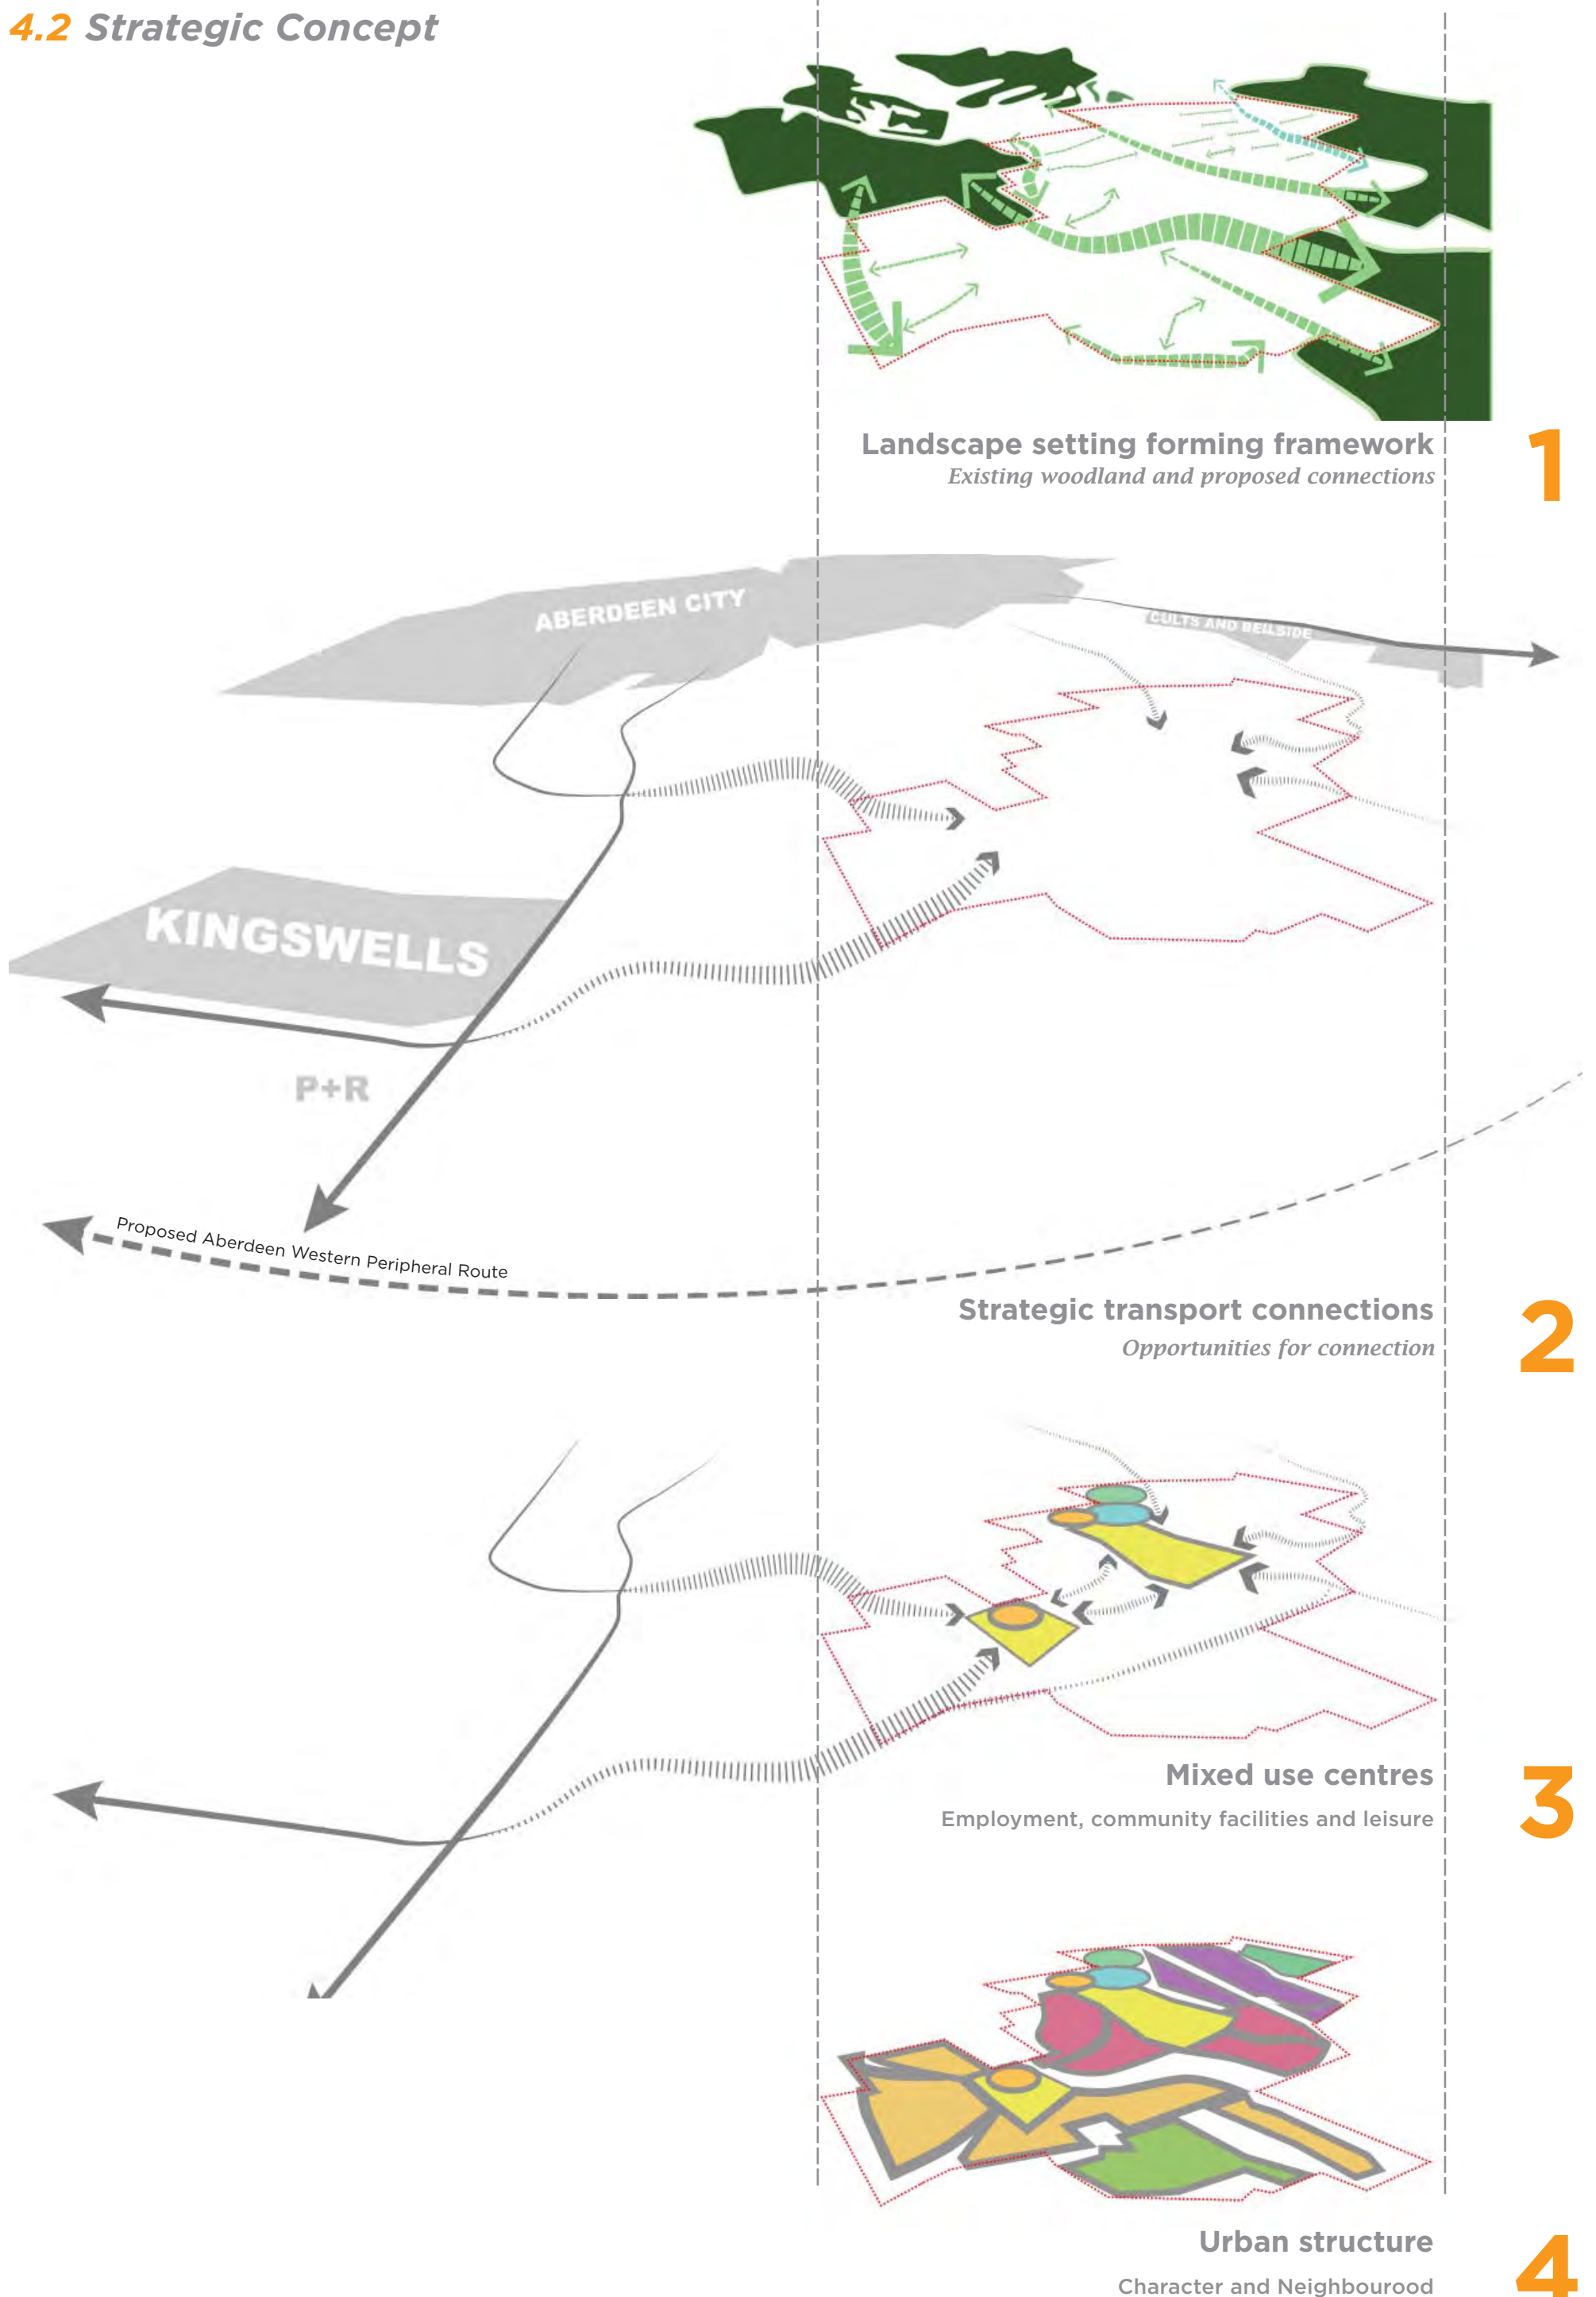 4.2 Strategic Concept
Landscape setting forming framework
Existing woodland and proposed connections
1
ABERDEEN CITY
CULTS AND BEILSIDE
KINGSWELLS
P+R
Proposed Aberdeen Western Peripheral Route
Strategic transport connections
Opportunities for connection
2
Mixed use centres
Employment, community facilities and leisure
3
Urban structure
Character and Neighbourood
4